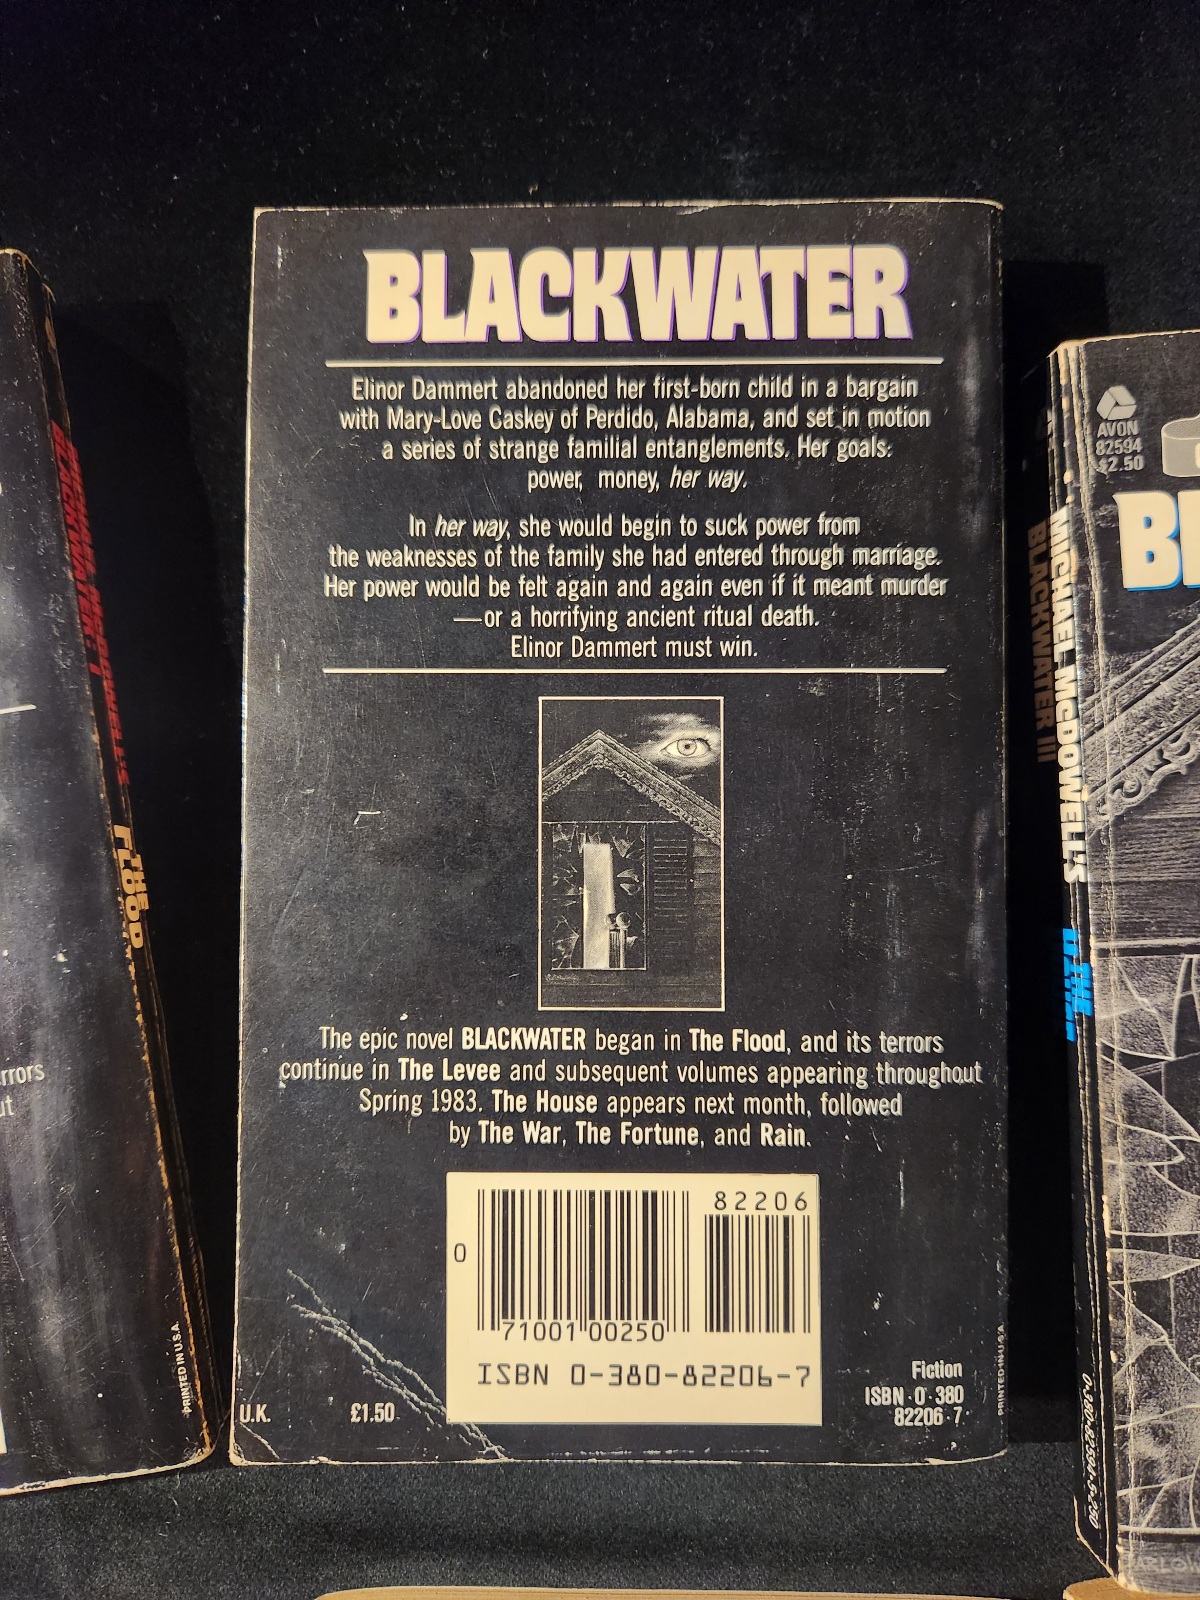 BLACKWATER
Elinor Dammert abandoned her first-born child in a bargain
with Mary-Love Caskey of Perdido, Alabama, and set in motion
a series of strange familial entanglements. Her goals:
power, money, her way.
In her way, she would begin to suck power from
the weaknesses of the family she had entered through marriage.
Her power would be felt again and again even if it meant murder
—or a horrifying ancient ritual death.
Elinor Dammert must win.
The epic novel BLACKWATER began in The Flood, and its terrors
continue in The Levee and subsequent volumes appearing throughout
Spring 1983. The House appears next month, followed
by The War, The Fortune, and Rain.
82206
0
71001 00250
ISBN 0-380-82206-7
Fiction
ISBN·0·380
82206·7·
U.K. £1.50
PRINTED IN U.S.A.
THE
FLOOD
PRINTED IN U.S.A.
rrors
ut
MICHAEL McDOWELL'S
BLACKWATER III
THE
AVON
82594
$2.50
B